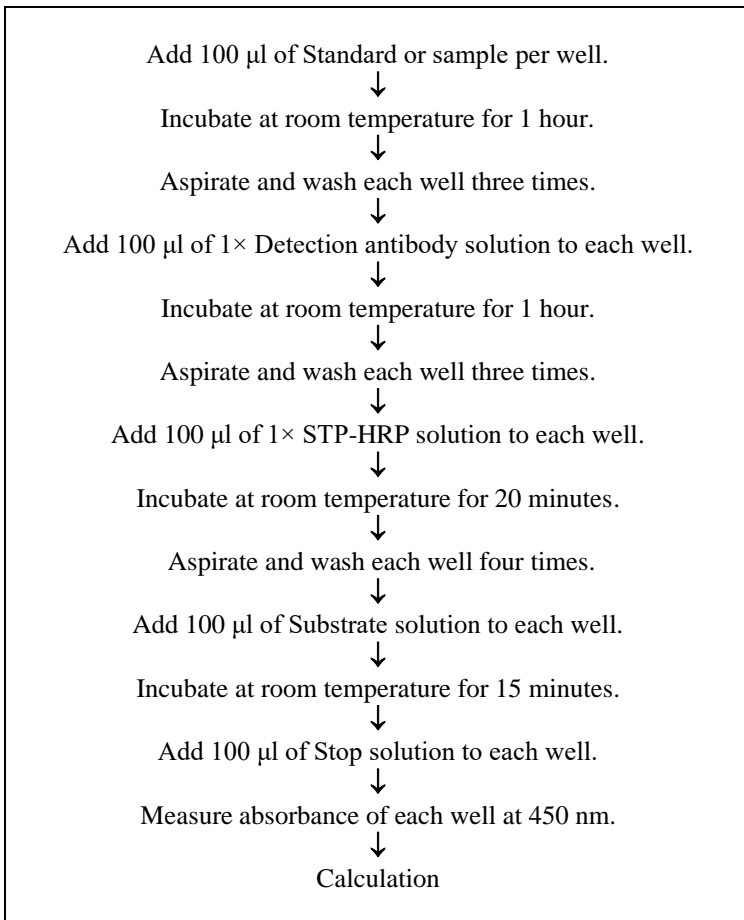 Add 100 μl of Standard or sample per well.
↓
Incubate at room temperature for 1 hour.
↓
Aspirate and wash each well three times.
↓
Add 100 μl of 1× Detection antibody solution to each well.
↓
Incubate at room temperature for 1 hour.
↓
Aspirate and wash each well three times.
↓
Add 100 μl of 1× STP-HRP solution to each well.
↓
Incubate at room temperature for 20 minutes.
↓
Aspirate and wash each well four times.
↓
Add 100 μl of Substrate solution to each well.
↓
Incubate at room temperature for 15 minutes.
↓
Add 100 μl of Stop solution to each well.
↓
Measure absorbance of each well at 450 nm.
↓
Calculation